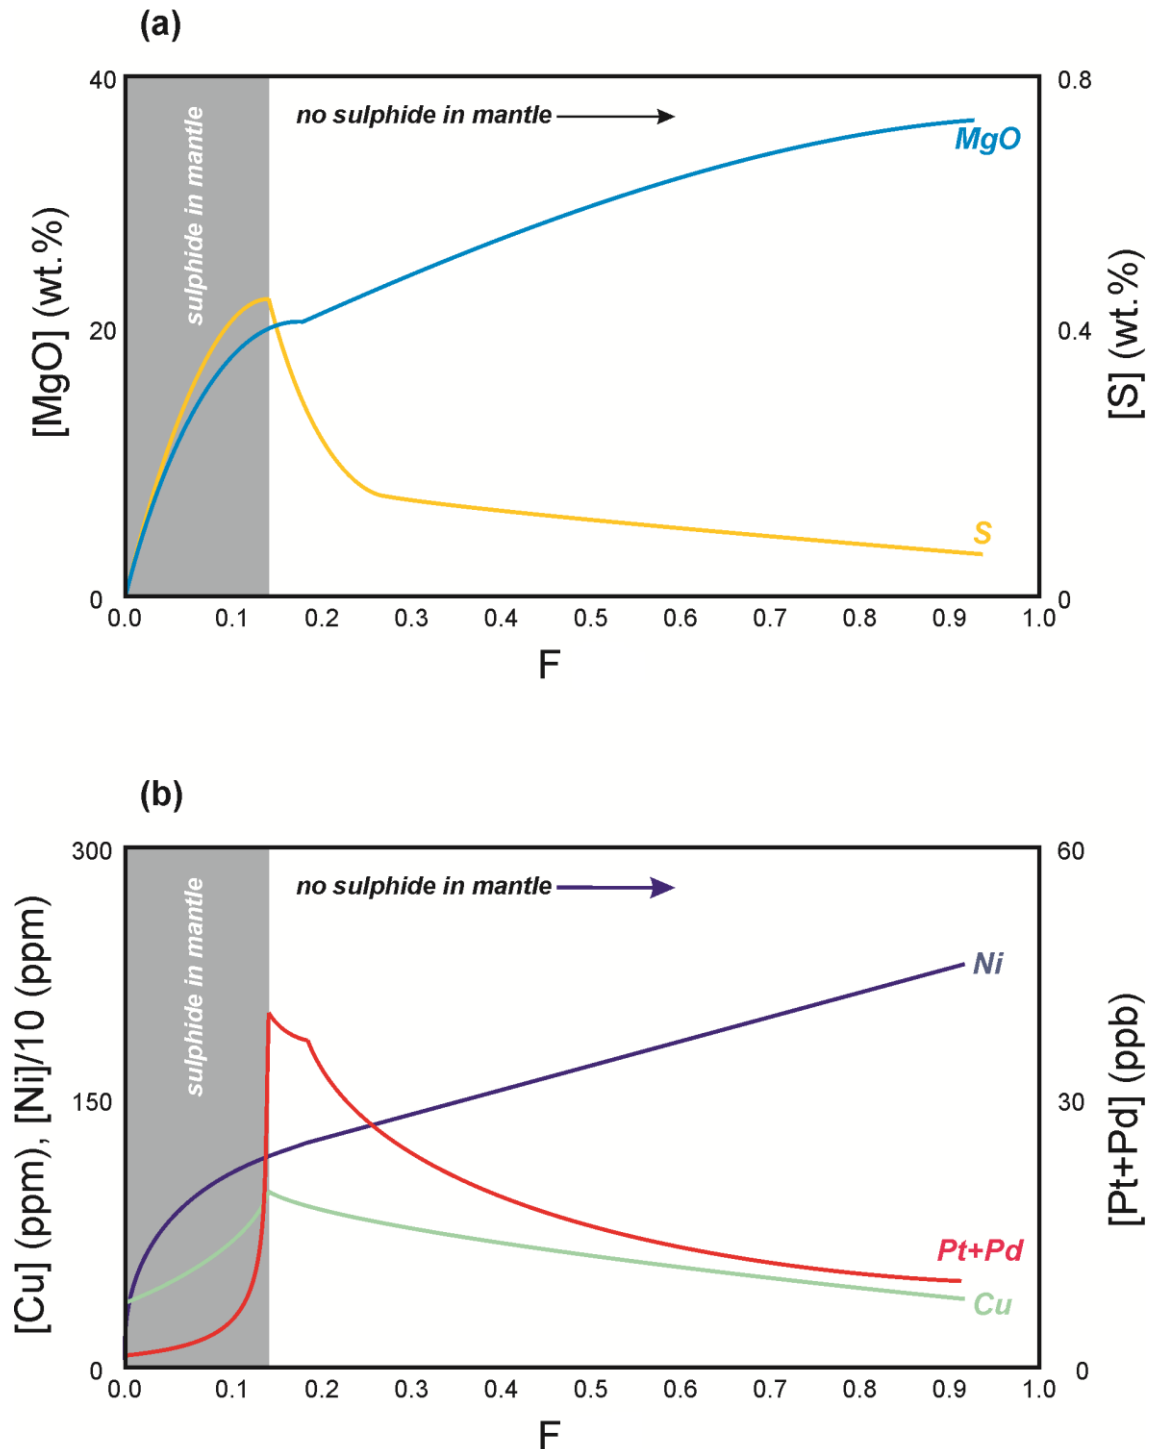 (a)
40
0.8
no sulphide in mantle
MgO
sulphide in mantle
[MgO] (wt.%)
[S] (wt.%)
20
0.4
S
0
0
0.0 0.1 0.2 0.3 0.4 0.5 0.6 0.7 0.8 0.9 1.0
F
(b)
300
60
no sulphide in mantle
sulphide in mantle
Ni
[Cu] (ppm), [Ni]/10 (ppm)
[Pt+Pd] (ppb)
150
30
Pt+Pd
Cu
0
0
0.0 0.1 0.2 0.3 0.4 0.5 0.6 0.7 0.8 0.9 1.0
F